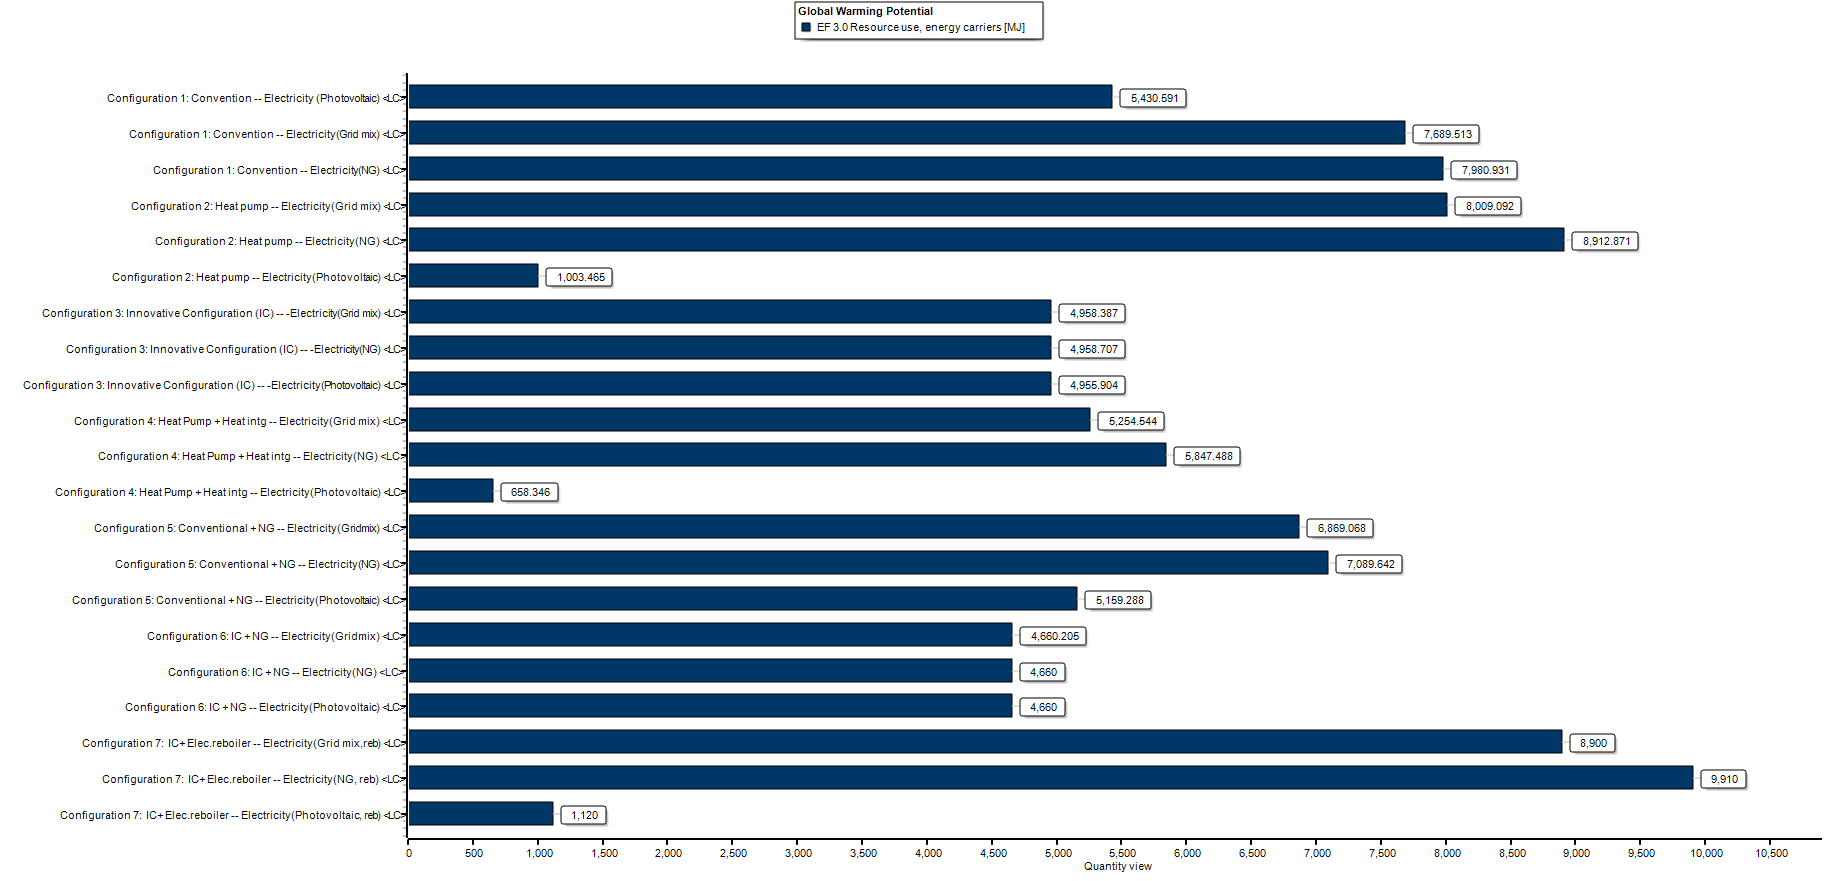 Global Warming Potential
EF 3.0 Resource use, energy carriers [MJ]
Configuration 1: Convention -- Electricity (Photovoltaic) <LC> 5,430.591
Configuration 1: Convention -- Electricity(Grid mix) <LC> 7,689.513
Configuration 1: Convention -- Electricity(NG) <LC> 7,980.931
Configuration 2: Heat pump -- Electricity(Grid mix) <LC> 8,009.092
Configuration 2: Heat pump -- Electricity(NG) <LC> 8,912.871
Configuration 2: Heat pump -- Electricity(Photovoltaic) <LC> 1,003.465
Configuration 3: Innovative Configuration (IC) -- -Electricity(Grid mix) <LC> 4,958.387
Configuration 3: Innovative Configuration (IC) -- -Electricity(NG) <LC> 4,958.707
Configuration 3: Innovative Configuration (IC) -- -Electricity(Photovoltaic) <LC> 4,955.904
Configuration 4: Heat Pump + Heat intg -- Electricity(Grid mix) <LC> 5,254.544
Configuration 4: Heat Pump + Heat intg -- Electricity(NG) <LC> 5,847.488
Configuration 4: Heat Pump + Heat intg -- Electricity(Photovoltaic) <LC> 658.346
Configuration 5: Conventional + NG -- Electricity(Gridmix) <LC> 6,869.068
Configuration 5: Conventional + NG -- Electricity(NG) <LC> 7,089.642
Configuration 5: Conventional + NG -- Electricity(Photovoltaic) <LC> 5,159.288
Configuration 6: IC + NG -- Electricity(Gridmix) <LC> 4,660.205
Configuration 6: IC + NG -- Electricity(NG) <LC> 4,660
Configuration 6: IC + NG -- Electricity(Photovoltaic) <LC> 4,660
Configuration 7: IC+ Elec.reboiler -- Electricity(Grid mix,reb) <LC> 8,900
Configuration 7: IC+ Elec.reboiler -- Electricity(NG, reb) <LC> 9,910
Configuration 7: IC+ Elec.reboiler -- Electricity(Photovoltaic, reb) <LC> 1,120
0 500 1,000 1,500 2,000 2,500 3,000 3,500 4,000 4,500 5,000 5,500 6,000 6,500 7,000 7,500 8,000 8,500 9,000 9,500 10,000 10,500
Quantity view